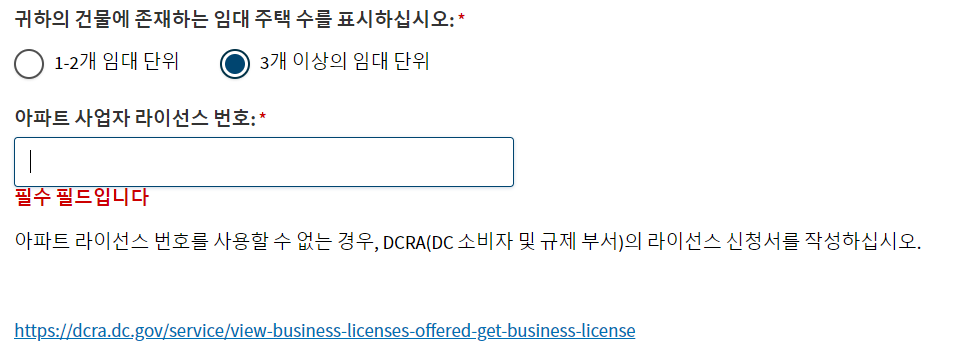 귀하의 건물에 존재하는 임대 주택 수를 표시하십시오:*
1-2개 임대 단위 3개 이상의 임대 단위
아파트 사업자 라이선스 번호:*
필수 필드입니다
아파트 라이선스 번호를 사용할 수 없는 경우, DCRA(DC 소비자 및 규제 부서)의 라이선스 신청서를 작성하십시오.
https://dcra.dc.gov/service/view-business-licenses-offered-get-business-license